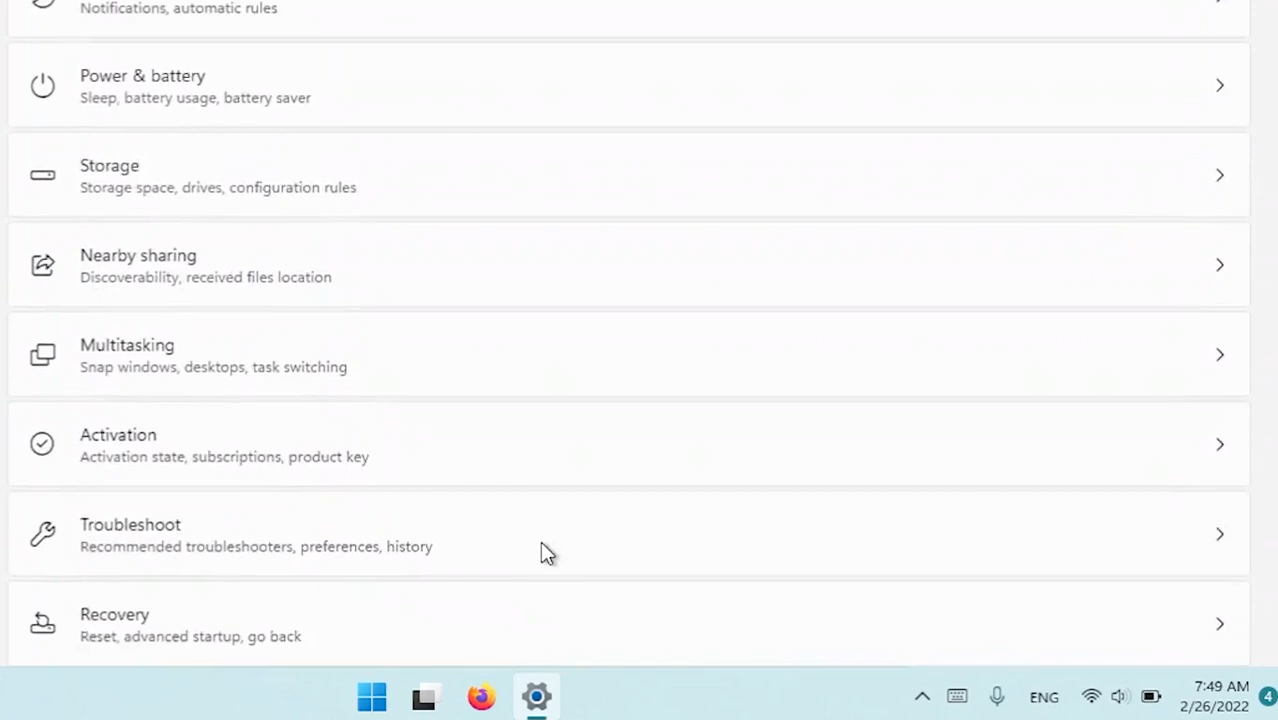 Notifications, automatic rules
Power & battery
Sleep, battery usage, battery saver
Storage
Storage space, drives, configuration rules
Nearby sharing
Discoverability, received files location
Multitasking
Snap windows, desktops, task switching
Activation
Activation state, subscriptions, product key
Troubleshoot
Recommended troubleshooters, preferences, history
Recovery
Reset, advanced startup, go back
ENG
7:49 AM
2/26/2022
4